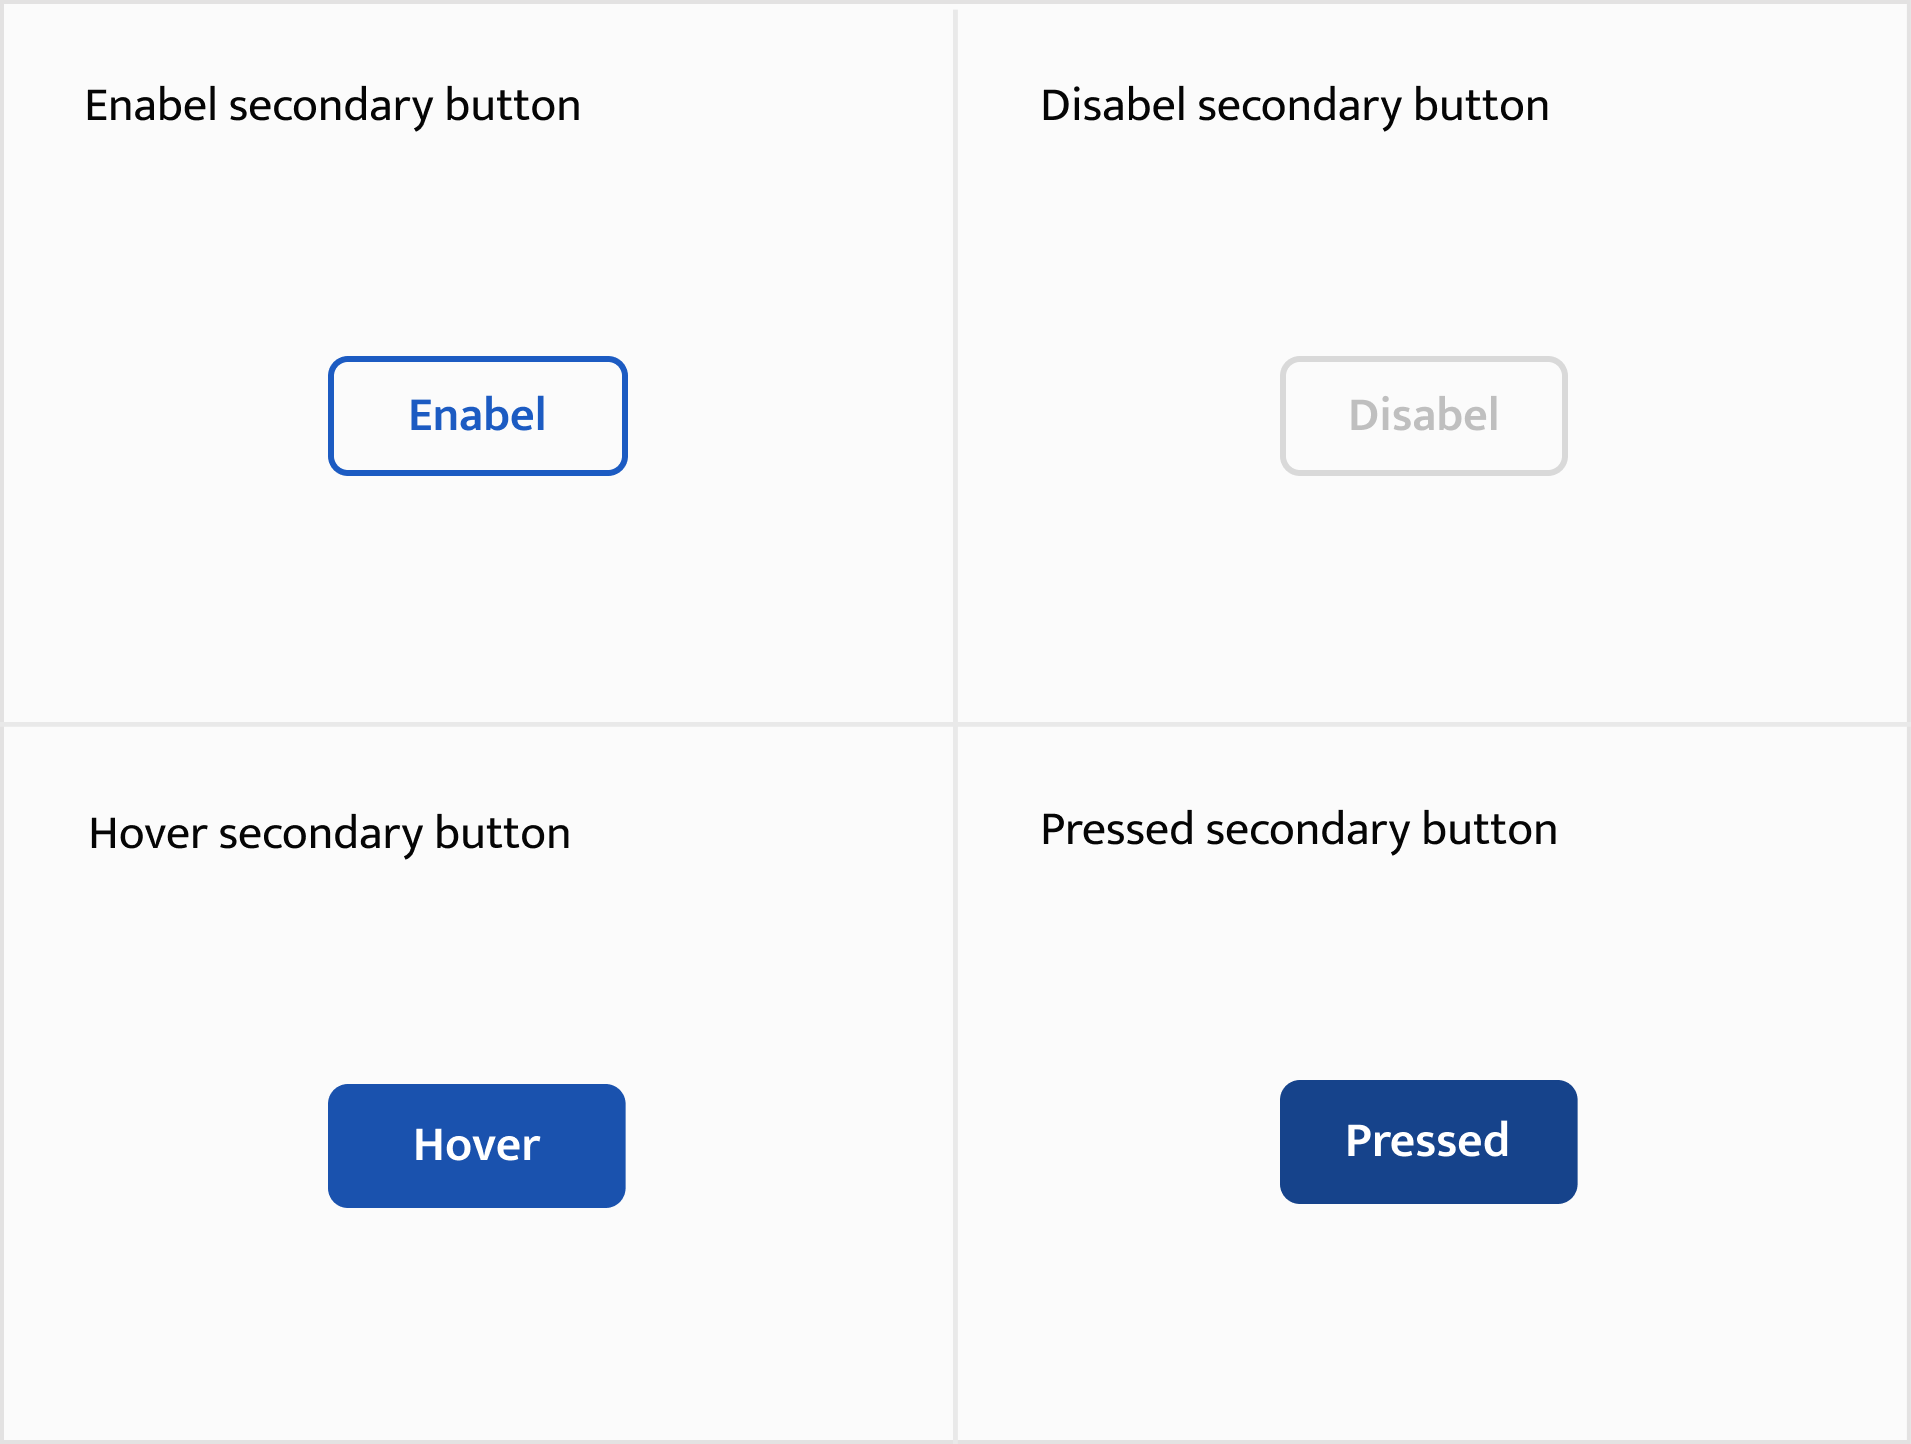 Enabel secondary button
Disabel secondary button
Enabel
Disabel
Hover secondary button
Pressed secondary button
Hover
Pressed